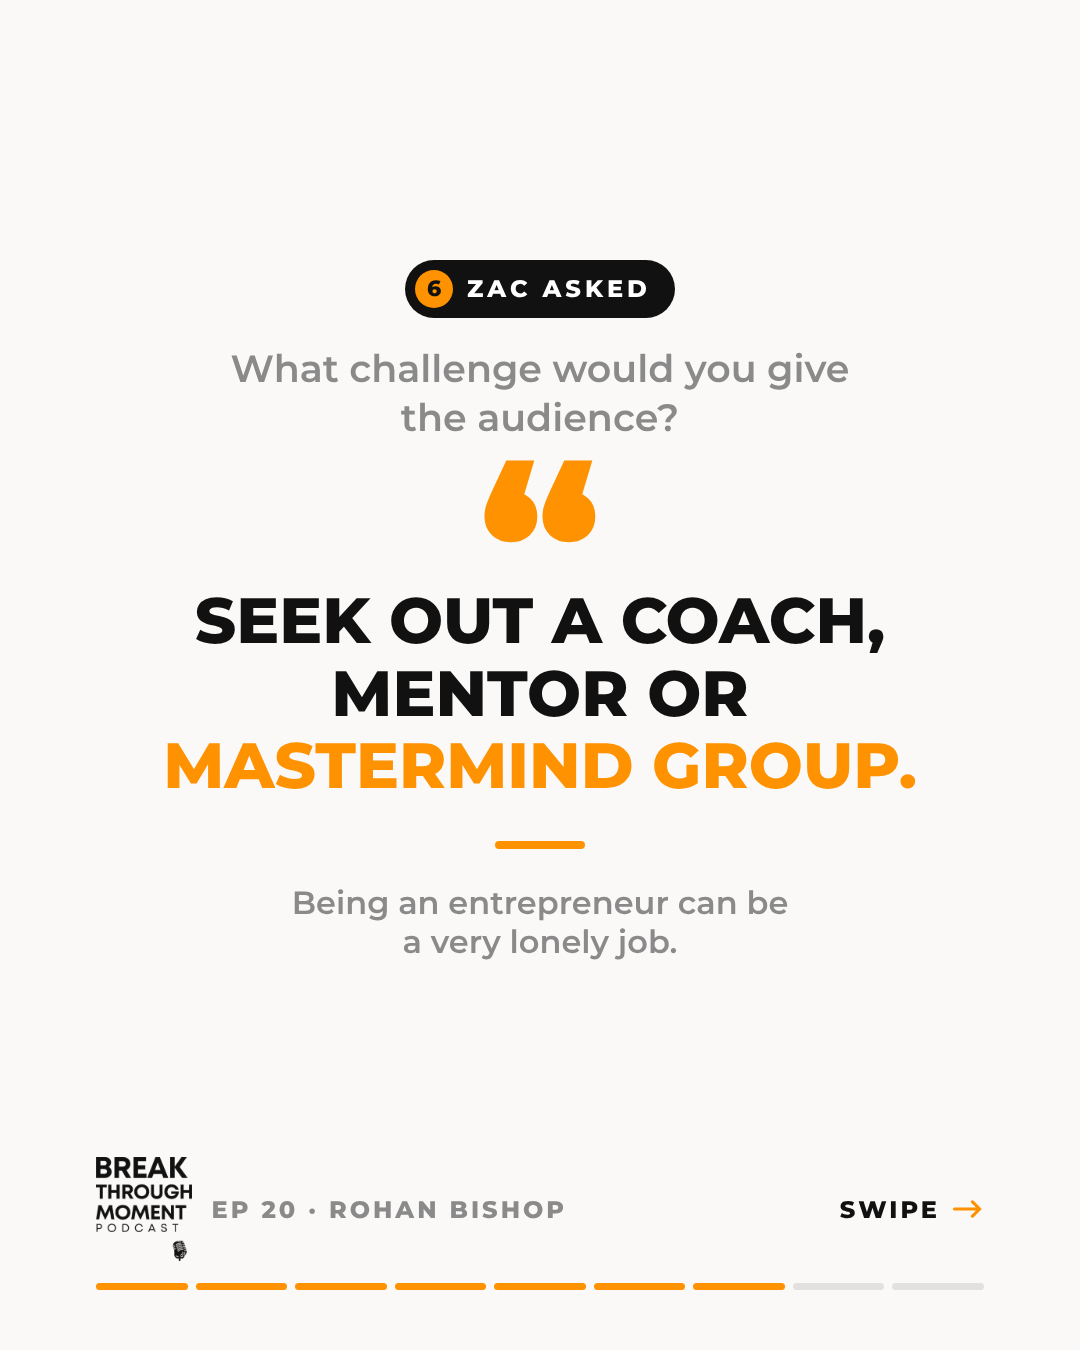 6 ZAC ASKED
What challenge would you give
the audience?
“
SEEK OUT A COACH,
MENTOR OR
MASTERMIND GROUP.
Being an entrepreneur can be
a very lonely job.
BREAK
THROUGH
MOMENT
PODCAST
EP 20 · ROHAN BISHOP
SWIPE →